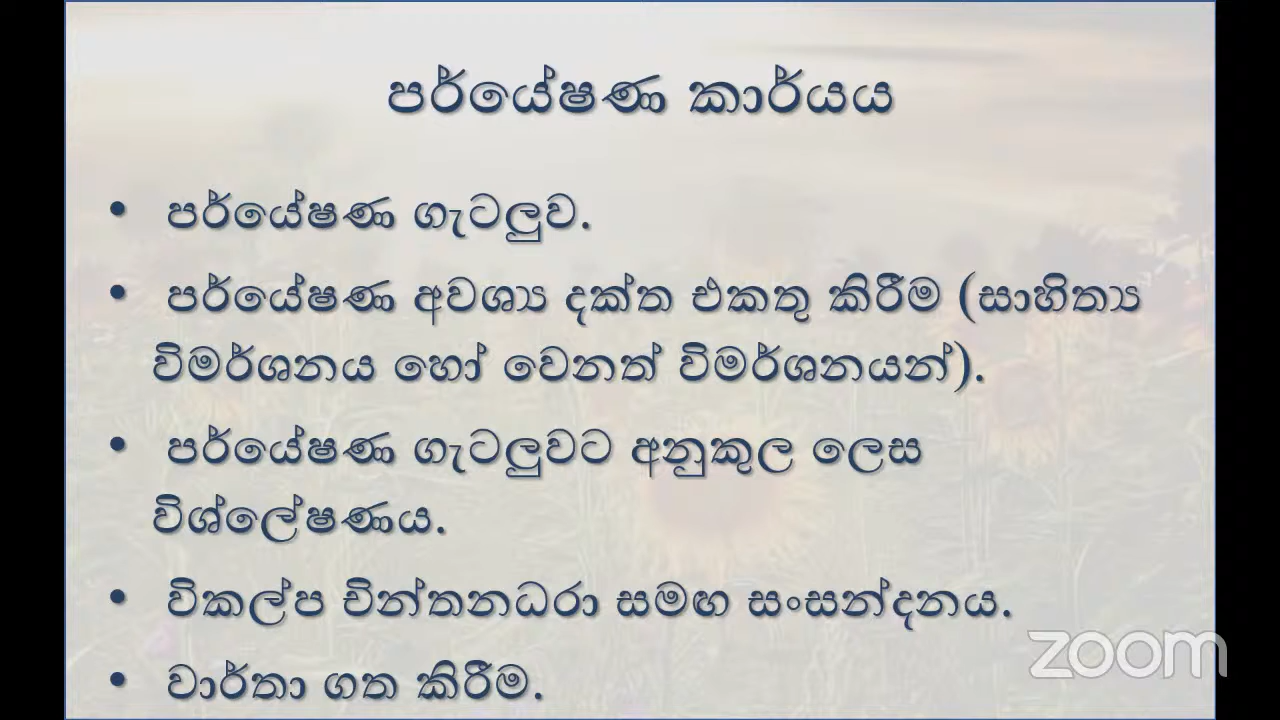 පර්යේෂණ කාර්යය
• පර්යේෂණ ගැටලුව.
• පර්යේෂණ අවශ්‍ය දක්ත එකතු කිරීම (සාහිත්‍ය
විමර්ශනය හෝ වෙනත් විමර්ශනයන්).
• පර්යේෂණ ගැටලුවට අනුකුල ලෙස
විශ්ලේෂණය.
• විකල්ප චින්තනධරා සමඟ සංසන්දනය.
• වාර්තා ගත කිරීම.
zoom